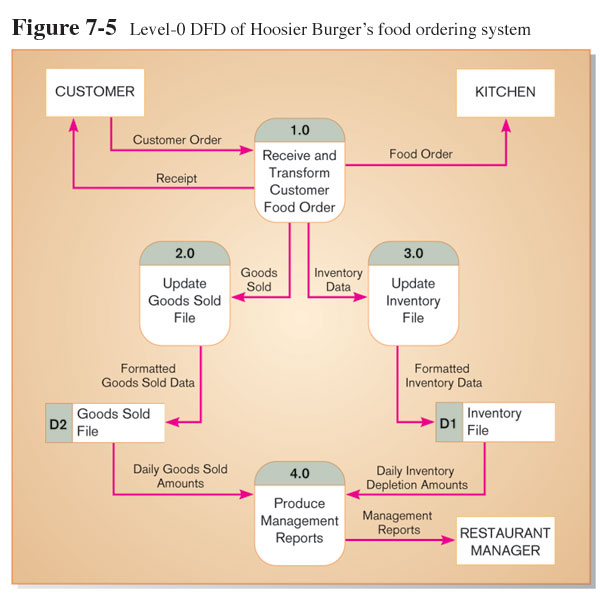 Figure 7-5 Level-0 DFD of Hoosier Burger's food ordering system
CUSTOMER
KITCHEN
1.0
Receive and
Transform
Customer
Food Order
Customer Order
Food Order
Receipt
2.0
Update
Goods Sold
File
Goods
Sold
Inventory
Data
3.0
Update
Inventory
File
Formatted
Goods Sold Data
Formatted
Inventory Data
D2
Goods Sold
File
D1
Inventory
File
Daily Goods Sold
Amounts
4.0
Produce
Management
Reports
Daily Inventory
Depletion Amounts
Management
Reports
RESTAURANT
MANAGER